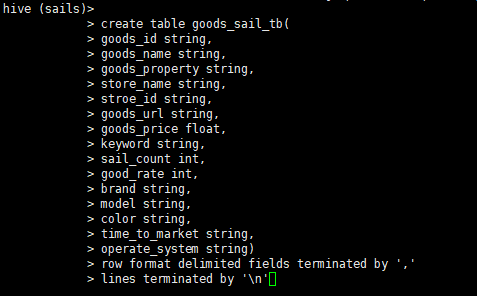 hive (sails)>
> create table goods_sail_tb(
> goods_id string,
> goods_name string,
> goods_property string,
> store_name string,
> stroe_id string,
> goods_url string,
> goods_price float,
> keyword string,
> sail_count int,
> good_rate int,
> brand string,
> model string,
> color string,
> time_to_market string,
> operate_system string)
> row format delimited fields terminated by ','
> lines terminated by '\n'